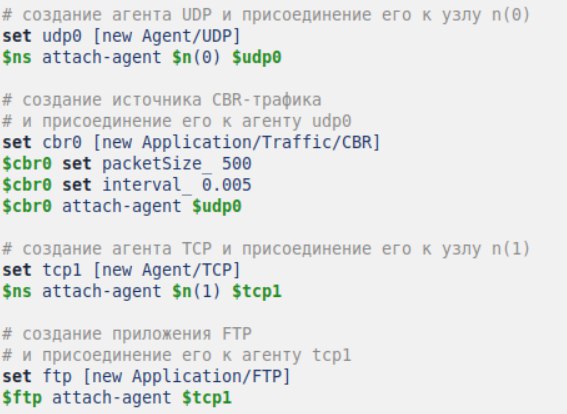 # создание агента UDP и присоединение его к узлу n(0)
set udp0 [new Agent/UDP]
$ns attach-agent $n(0) $udp0
# создание источника CBR-трафика
# и присоединение его к агенту udp0
set cbr0 [new Application/Traffic/CBR]
$cbr0 set packetSize_ 500
$cbr0 set interval_ 0.005
$cbr0 attach-agent $udp0
# создание агента TCP и присоединение его к узлу n(1)
set tcp1 [new Agent/TCP]
$ns attach-agent $n(1) $tcp1
# создание приложения FTP
# и присоединение его к агенту tcp1
set ftp [new Application/FTP]
$ftp attach-agent $tcp1